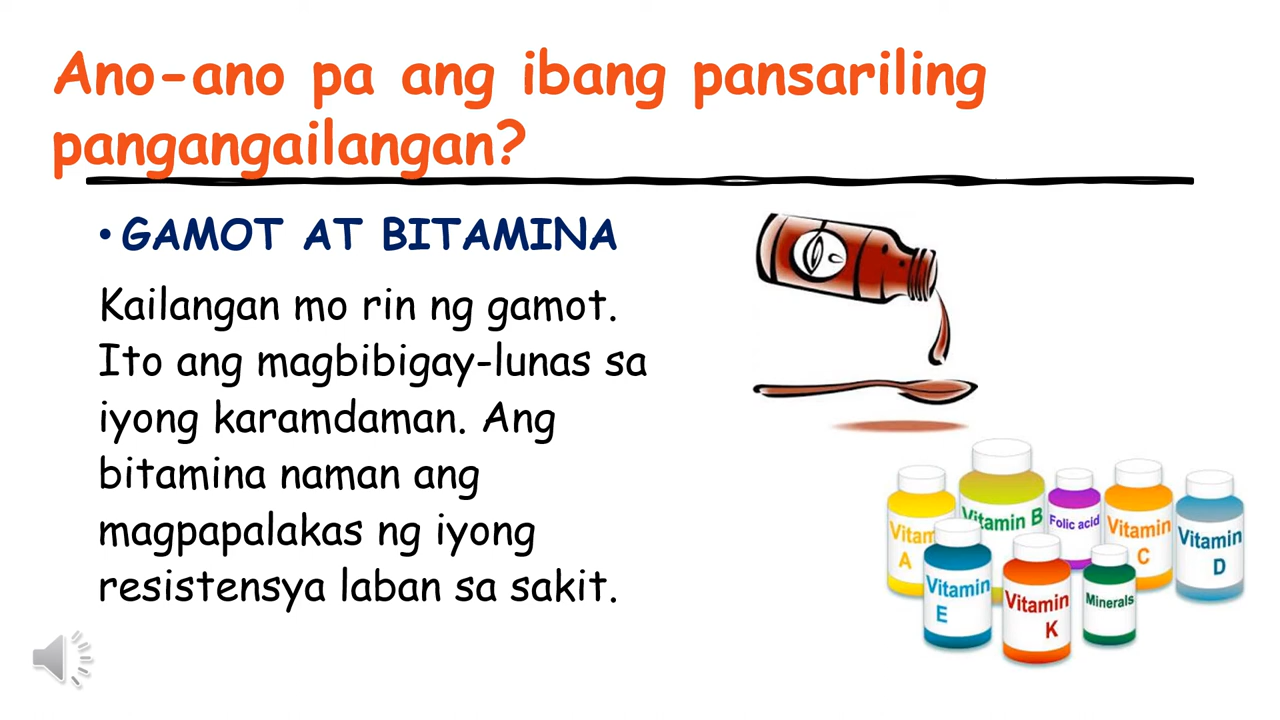 Ano-ano pa ang ibang pansariling
pangangailangan?
• GAMOT AT BITAMINA
Kailangan mo rin ng gamot.
Ito ang magbibigay-lunas sa
iyong karamdaman. Ang
bitamina naman ang
magpapalakas ng iyong
resistensya laban sa sakit.
Vitam
A
Vitamin B
Folic acid
Vitamin
C
Vitamin
D
Vitamin
E
Vitamin
K
Minerals